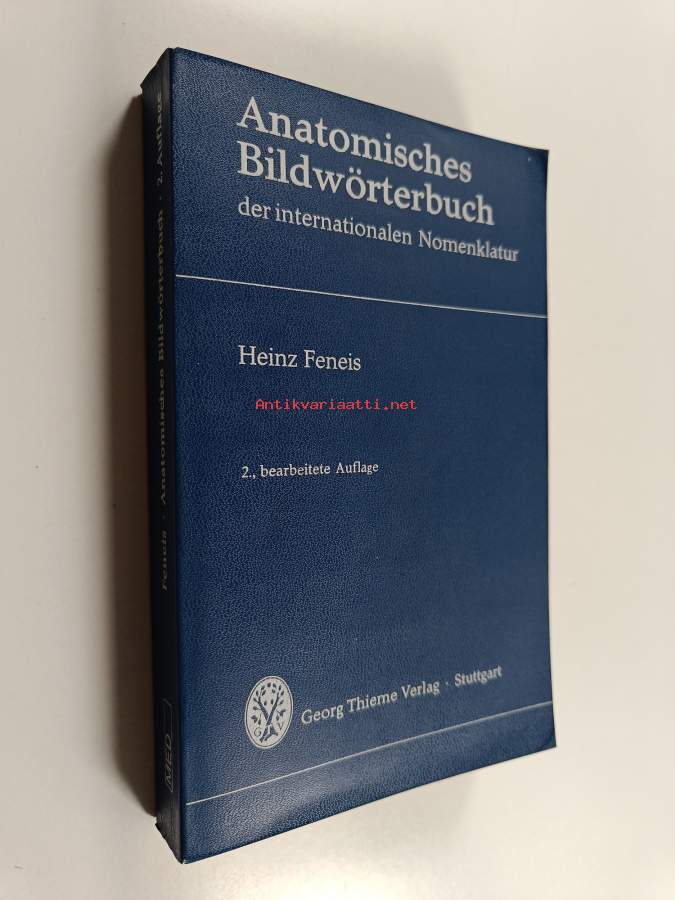 Anatomisches
Bildwörterbuch
der internationalen Nomenklatur
Heinz Feneis
Antikvariaatti.net
2., bearbeitete Auflage
G V
Georg Thieme Verlag · Stuttgart
Feneis · Anatomisches Bildwörterbuch · 2. Auflage
MED